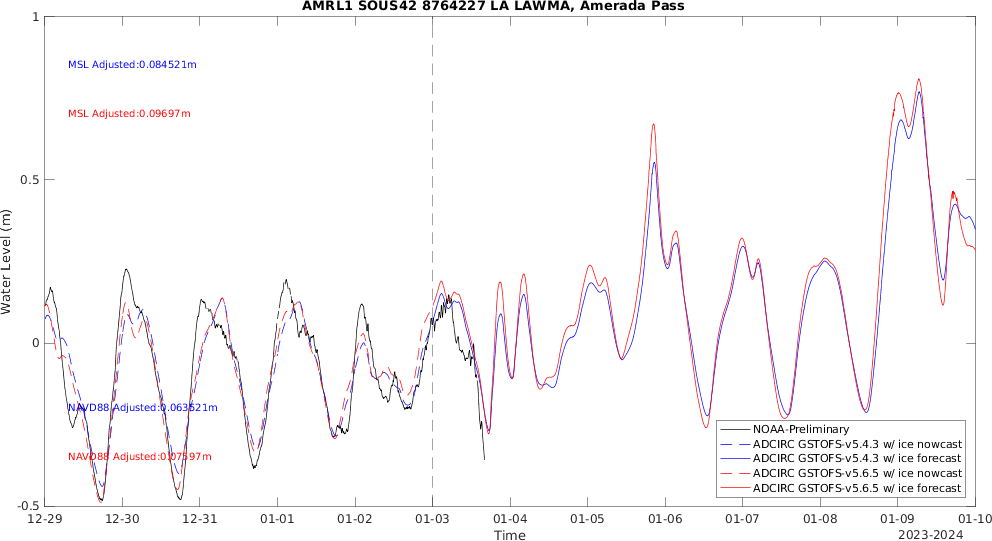 AMRL1 SOUS42 8764227 LA LAWMA, Amerada Pass
1
MSL Adjusted:0.084521m
MSL Adjusted:0.09697m
0.5
Water Level (m)
0
NAVD88 Adjusted:0.063521m
NAVD88 Adjusted:0.07597m
-0.5
NOAA-Preliminary
ADCIRC GSTOFS-v5.4.3 w/ ice nowcast
ADCIRC GSTOFS-v5.4.3 w/ ice forecast
ADCIRC GSTOFS-v5.6.5 w/ ice nowcast
ADCIRC GSTOFS-v5.6.5 w/ ice forecast
12-29 12-30 12-31 01-01 01-02 01-03 01-04 01-05 01-06 01-07 01-08 01-09 01-10
Time
2023-2024